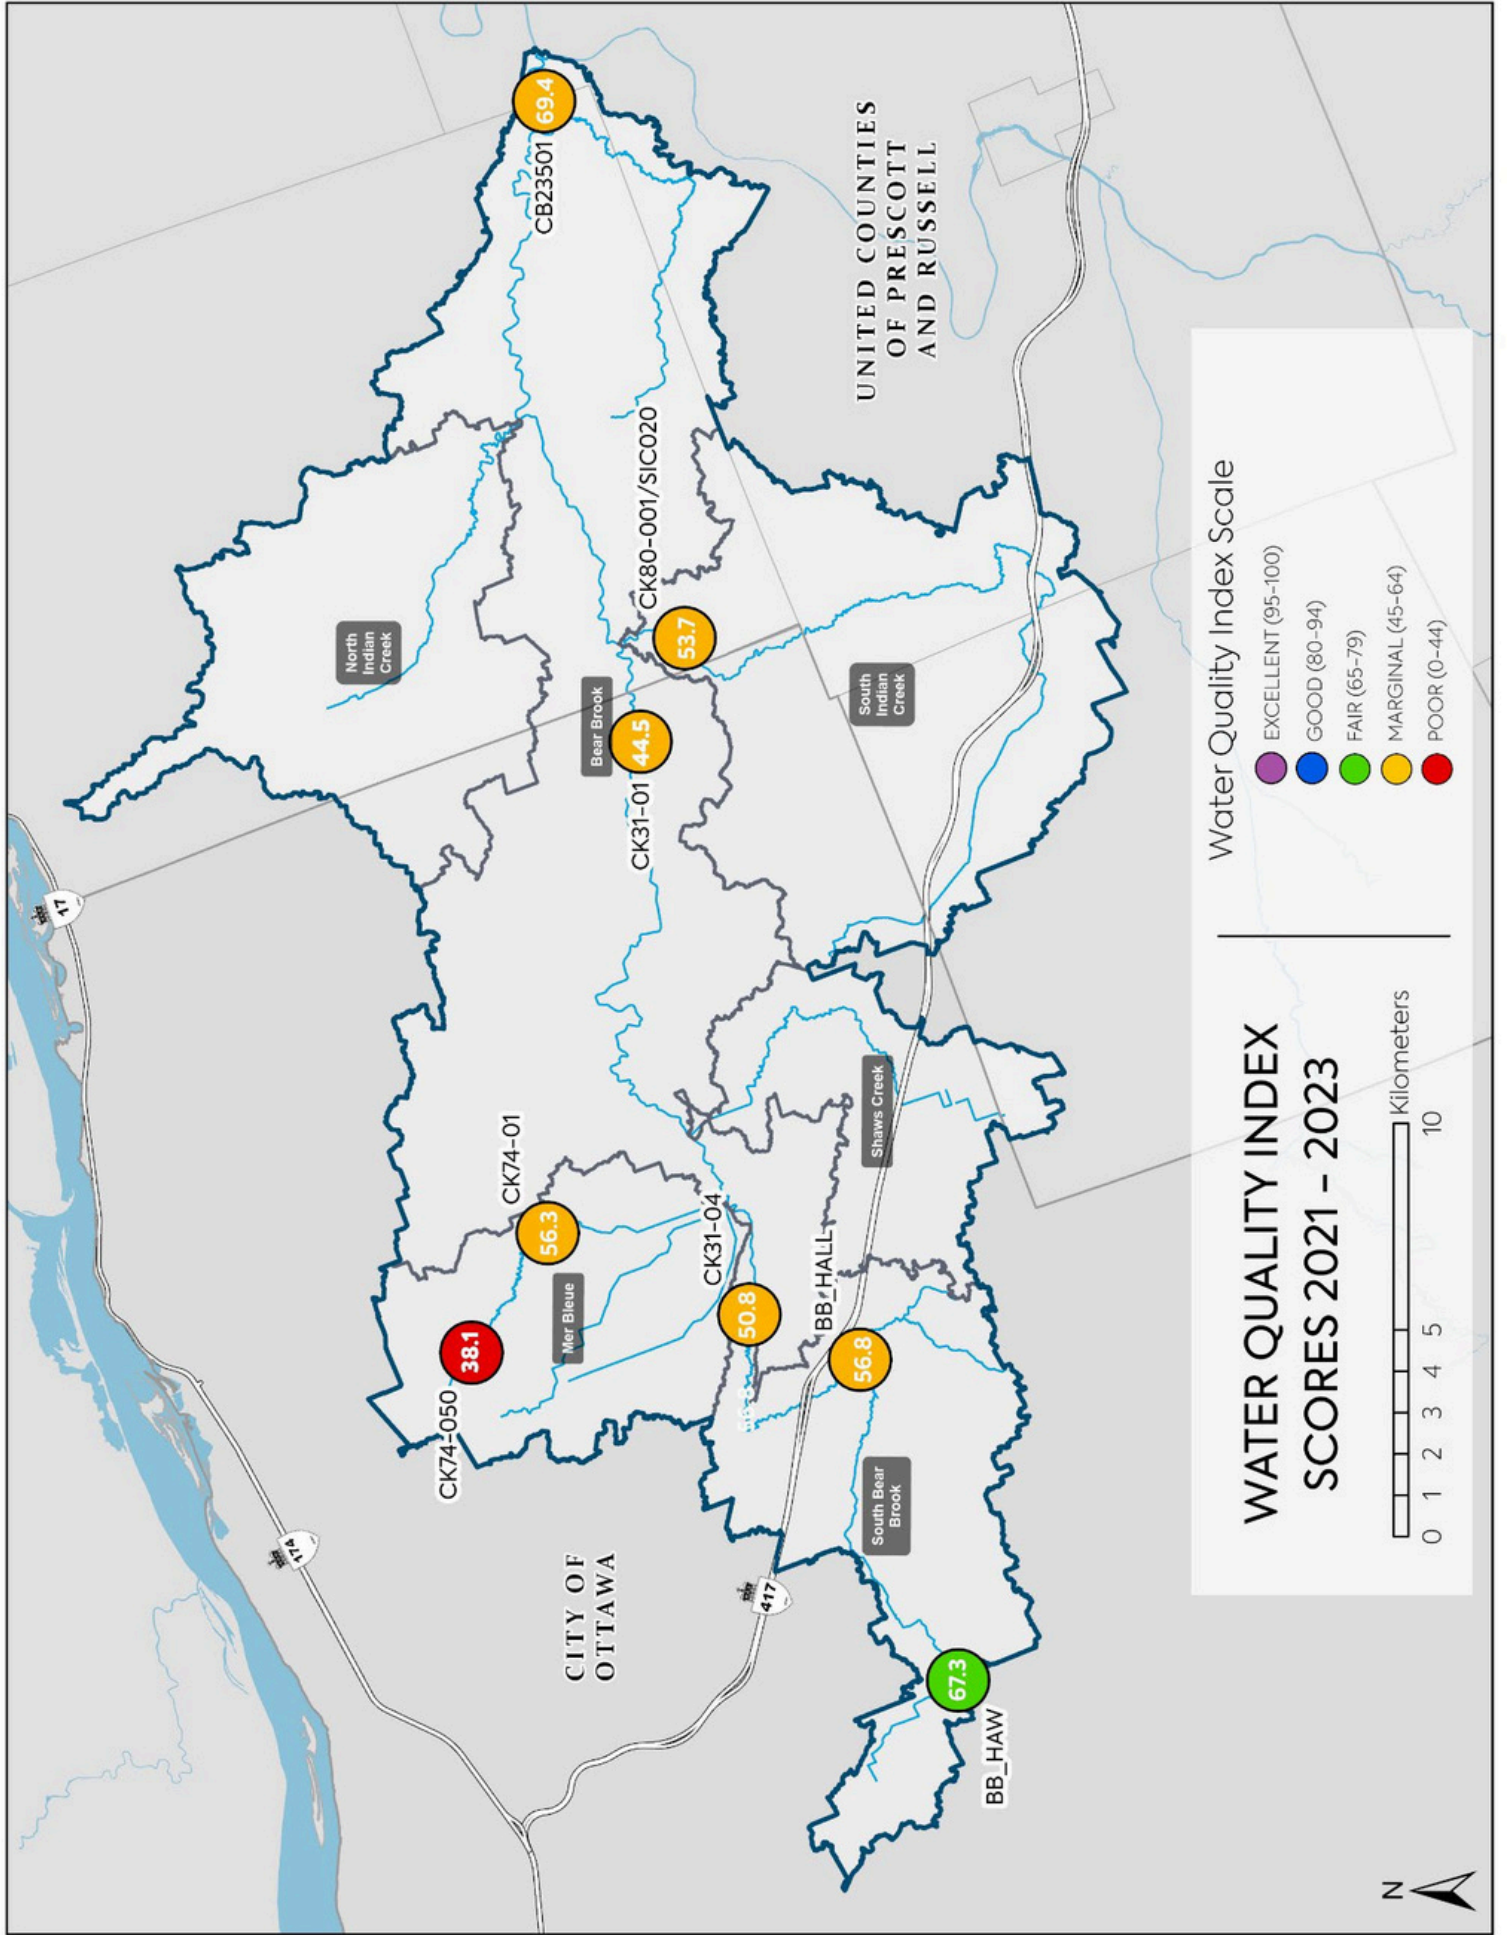 17
174
417
CITY OF
OTTAWA
UNITED COUNTIES
OF PRESCOTT
AND RUSSELL
North
Indian
Creek
Bear Brook
South
Indian
Creek
Shaws Creek
Mer Bleue
South Bear
Brook
CK74-050
38.1
CK74-01
56.3
CK31-04
50.8
56.8
BB_HALL
56.8
BB_HAW
67.3
CK31-01
44.5
CK80-001/SIC020
53.7
CB23501
69.4
N
WATER QUALITY INDEX
SCORES 2021 – 2023
0 1 2 3 4 5 10
Kilometers
Water Quality Index Scale
EXCELLENT (95-100)
GOOD (80-94)
FAIR (65-79)
MARGINAL (45-64)
POOR (0-44)